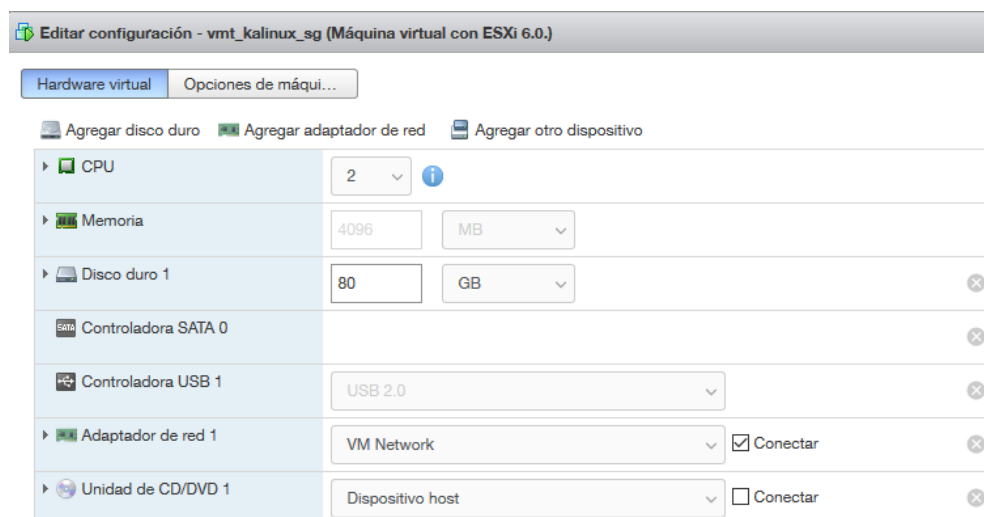 Editar configuración - vmt_kalinux_sg (Máquina virtual con ESXi 6.0.)
Hardware virtual Opciones de máqui...
Agregar disco duro Agregar adaptador de red Agregar otro dispositivo
CPU 2
Memoria 4096 MB
Disco duro 1 80 GB
SATA Controladora SATA 0
Controladora USB 1 USB 2.0
Adaptador de red 1 VM Network Conectar
Unidad de CD/DVD 1 Dispositivo host Conectar